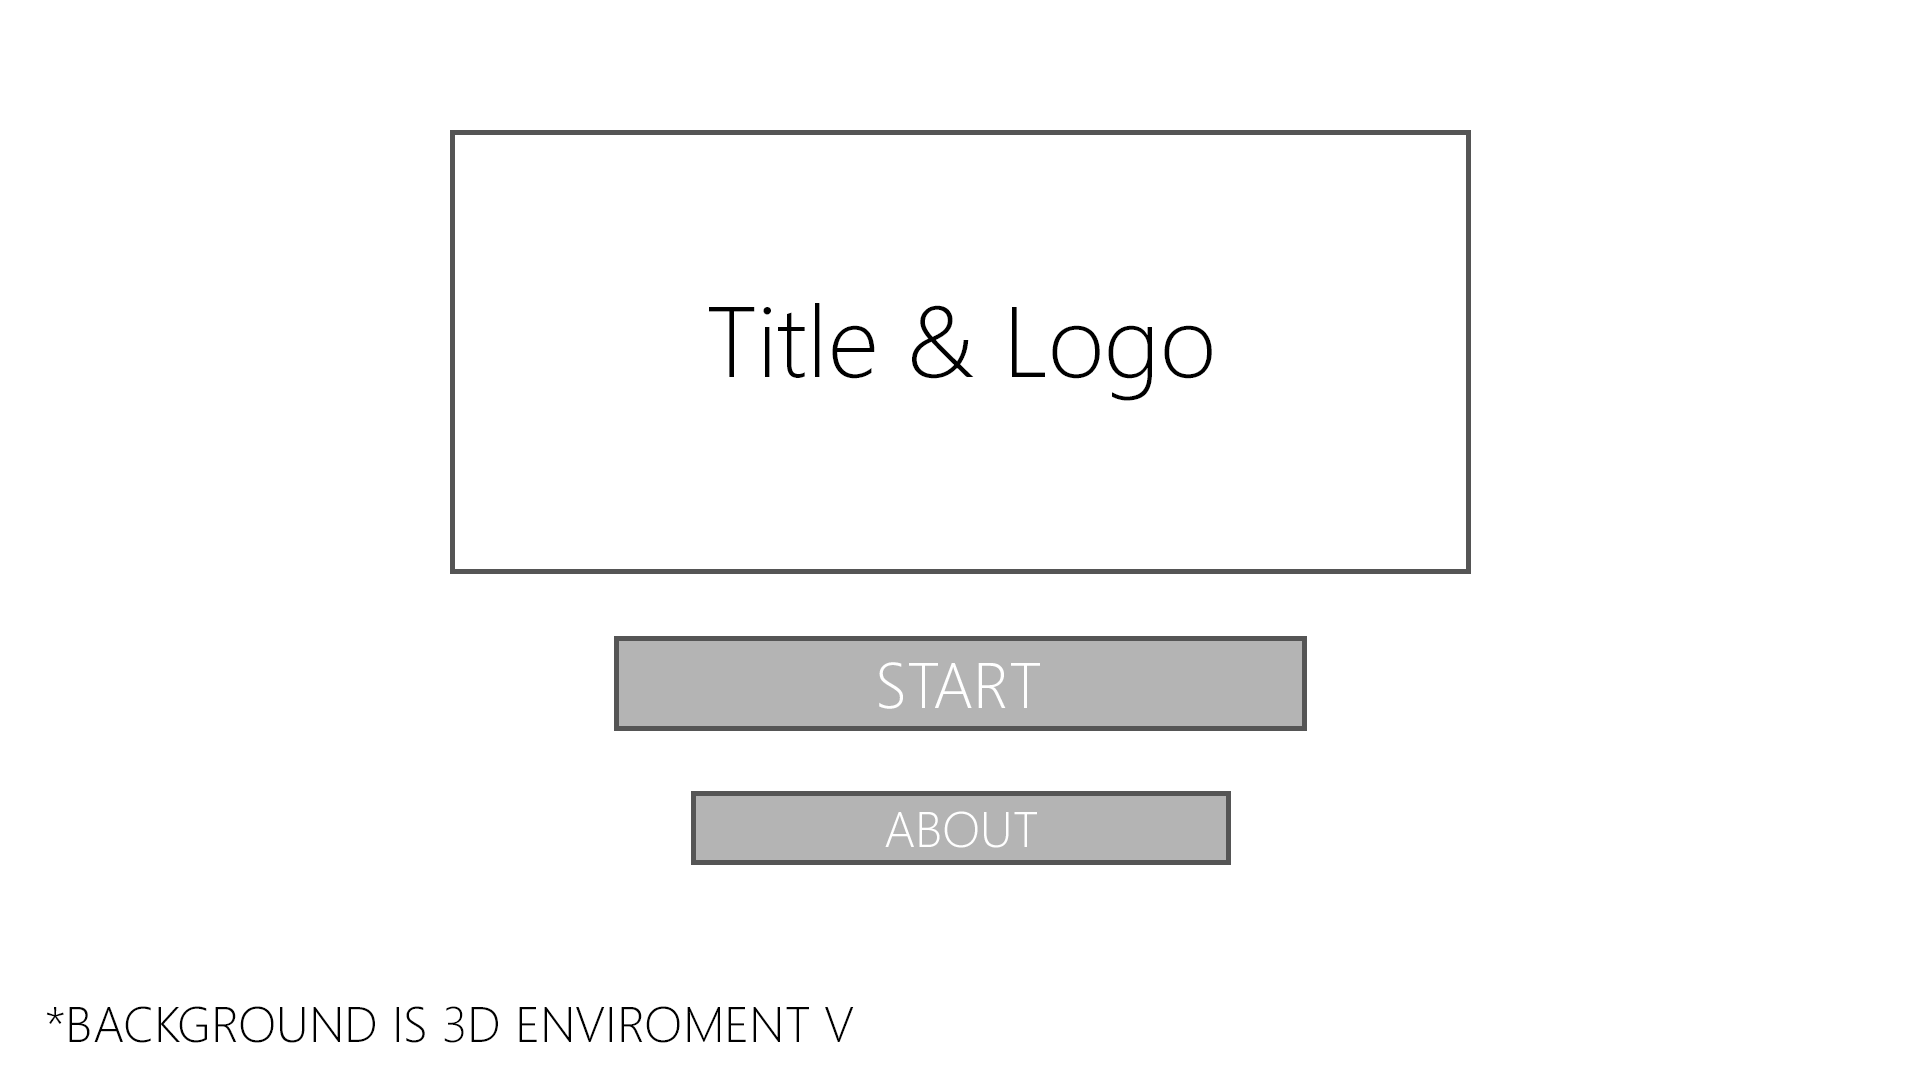 Title & Logo
START
ABOUT
*BACKGROUND IS 3D ENVIROMENT V